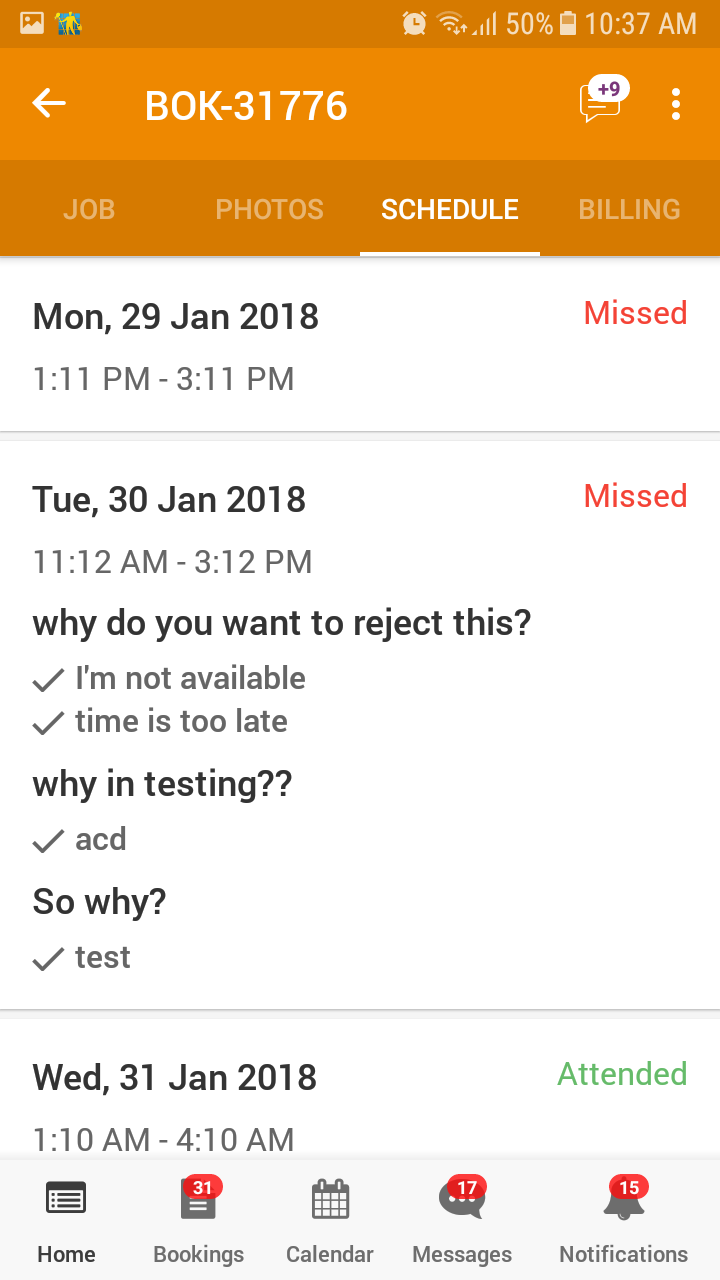 50% 10:37 AM
BOK-31776
+9
JOB PHOTOS SCHEDULE BILLING
Mon, 29 Jan 2018 Missed
1:11 PM - 3:11 PM
Tue, 30 Jan 2018 Missed
11:12 AM - 3:12 PM
why do you want to reject this?
I'm not available
time is too late
why in testing??
acd
So why?
test
Wed, 31 Jan 2018 Attended
1:10 AM - 4:10 AM
31 17 15
Home Bookings Calendar Messages Notifications